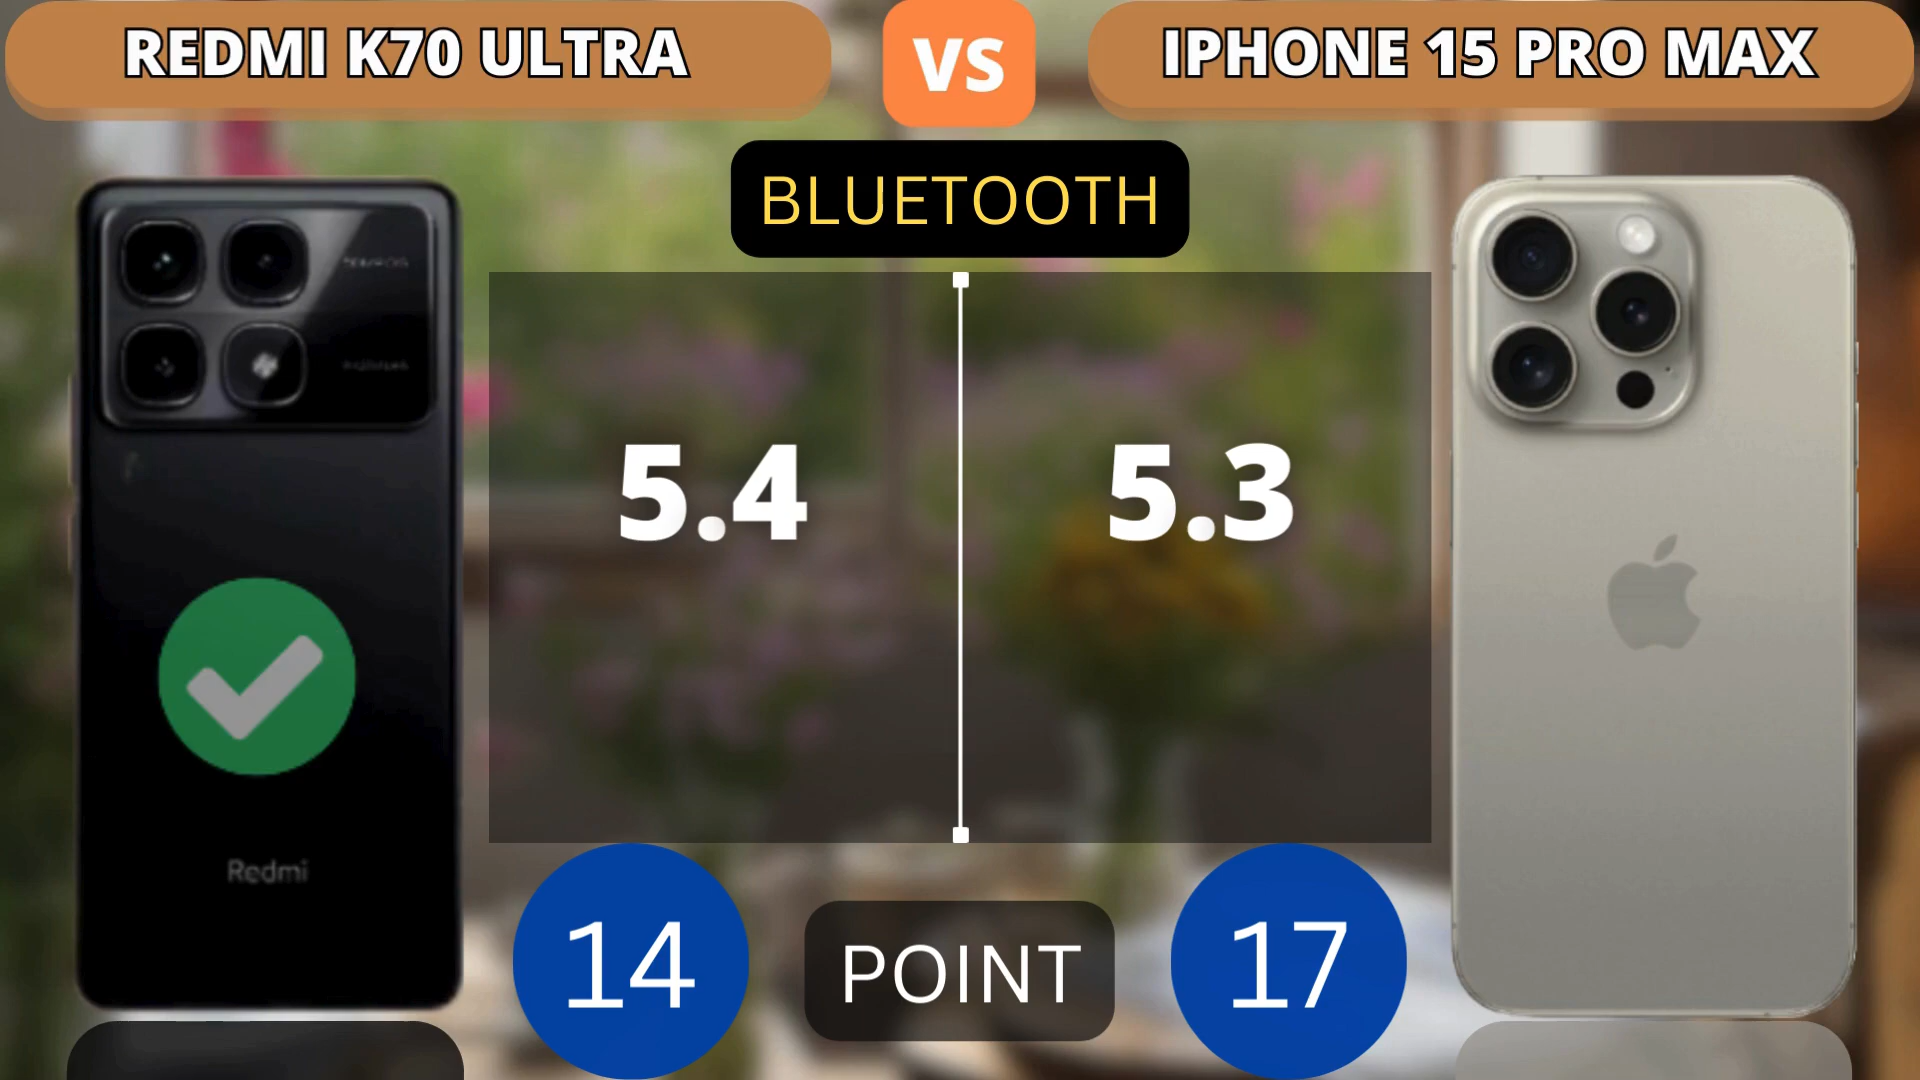 REDMI K70 ULTRA
VS
IPHONE 15 PRO MAX
BLUETOOTH
5.4
5.3
Redmi
14
POINT
17